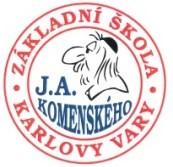 ZÁKLADNÍ ŠKOLA
J.A.
KOMENSKÉHO
KARLOVY VARY